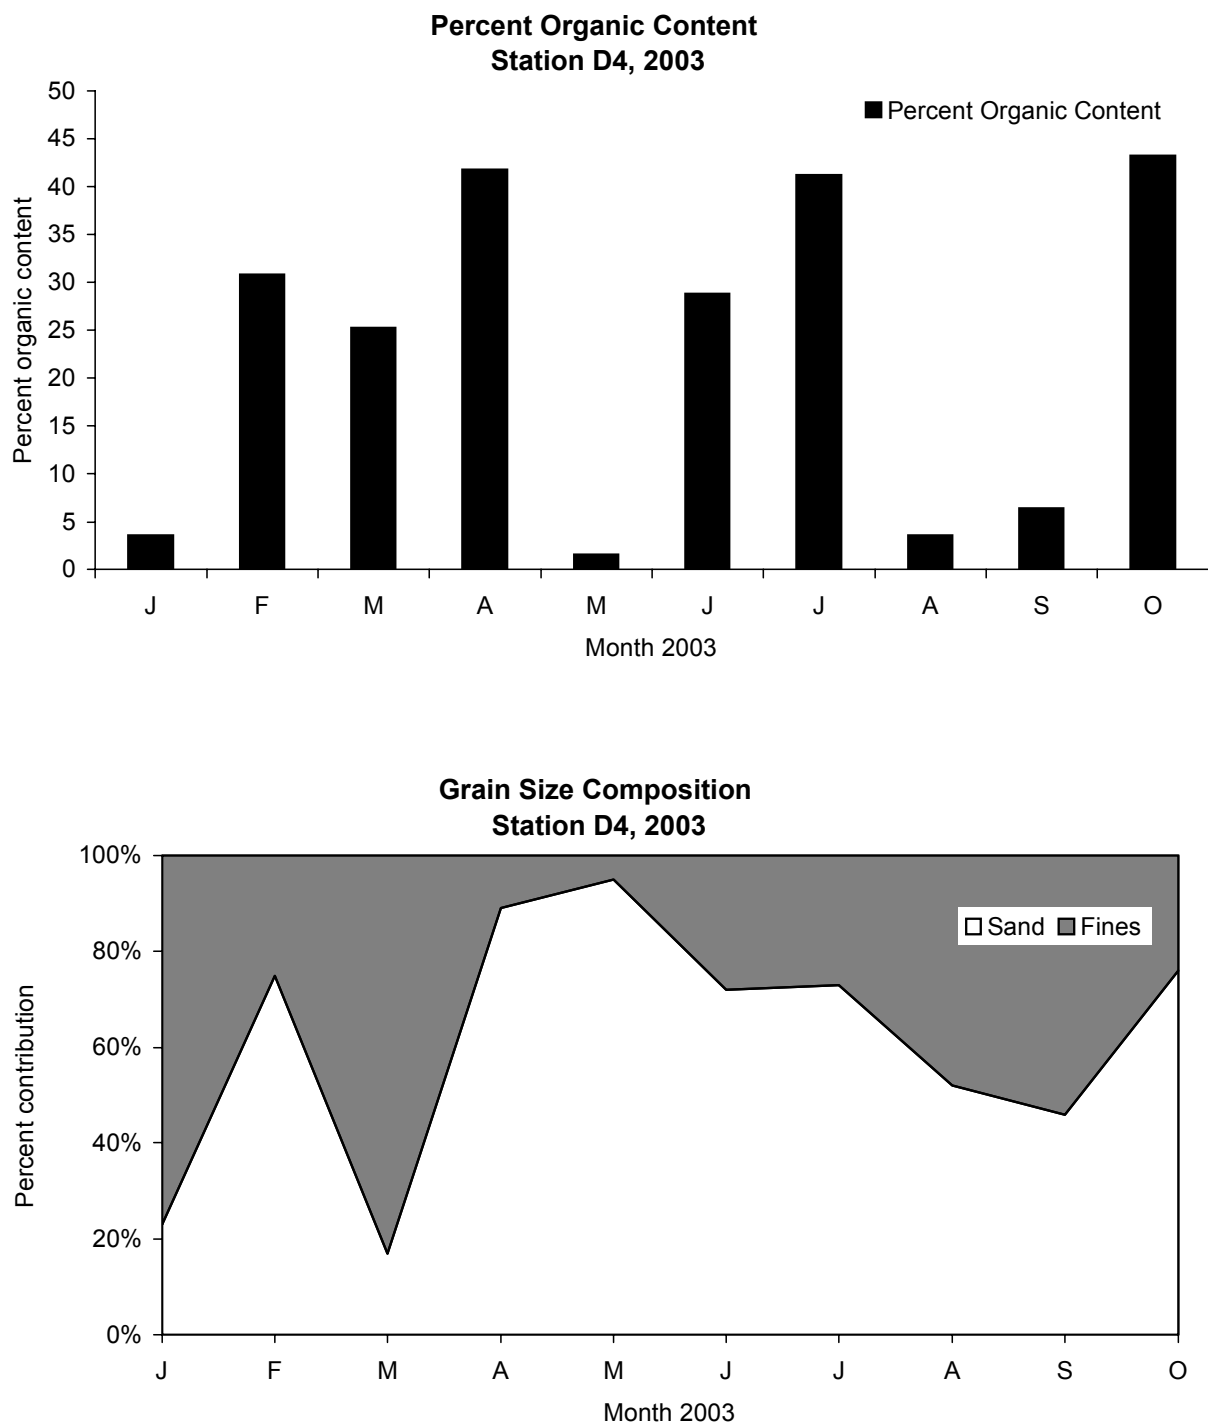 Percent Organic Content
Station D4, 2003
Percent Organic Content
Percent organic content
50
45
40
35
30
25
20
15
10
5
0
J F M A M J J A S O
Month 2003
Grain Size Composition
Station D4, 2003
Sand Fines
Percent contribution
100%
80%
60%
40%
20%
0%
J F M A M J J A S O
Month 2003